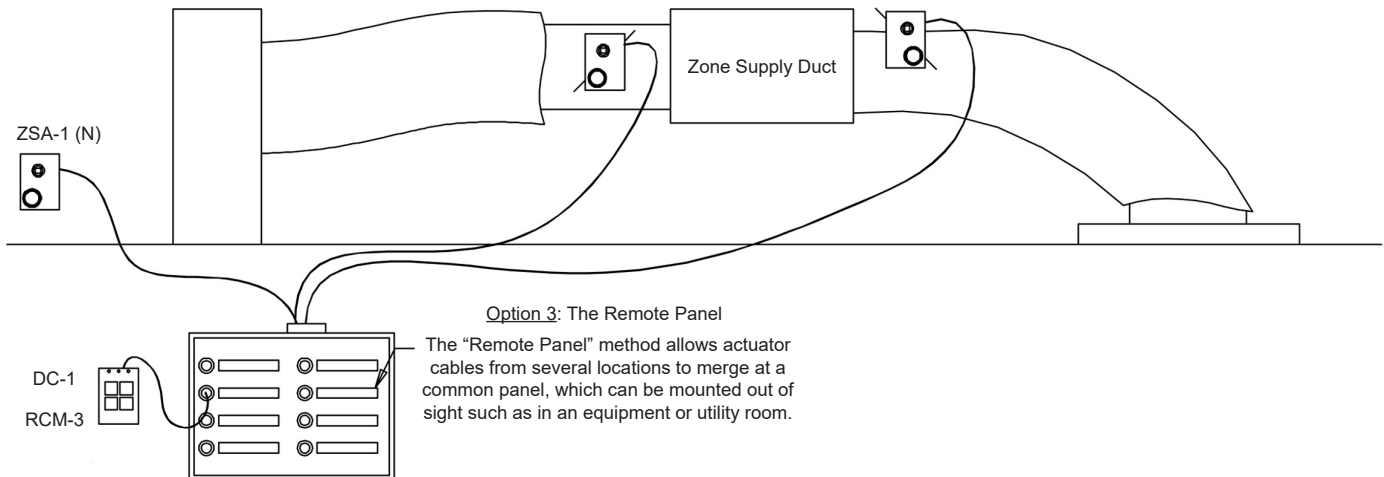 Zone Supply Duct
ZSA-1 (N)
Option 3: The Remote Panel
The “Remote Panel” method allows actuator
cables from several locations to merge at a
common panel, which can be mounted out of
sight such as in an equipment or utility room.
DC-1
RCM-3